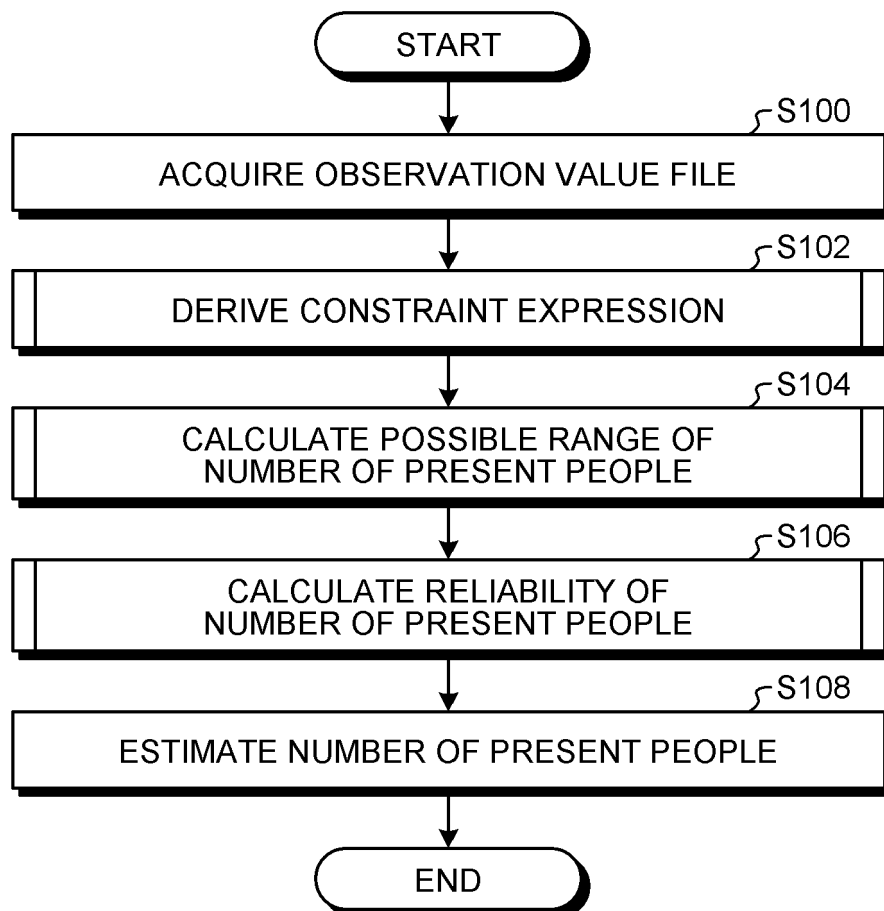 START
S100
ACQUIRE OBSERVATION VALUE FILE
S102
DERIVE CONSTRAINT EXPRESSION
S104
CALCULATE POSSIBLE RANGE OF
NUMBER OF PRESENT PEOPLE
S106
CALCULATE RELIABILITY OF
NUMBER OF PRESENT PEOPLE
S108
ESTIMATE NUMBER OF PRESENT PEOPLE
END